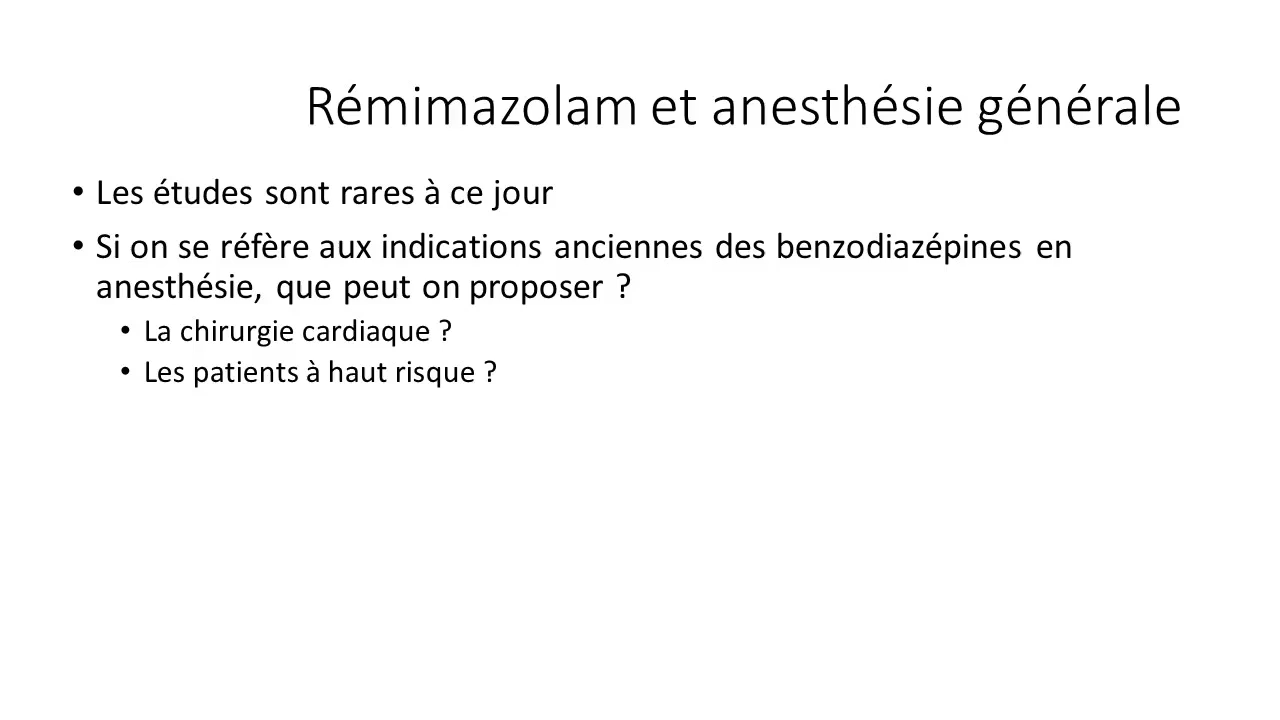 Rémimazolam et anesthésie générale
• Les études sont rares à ce jour
• Si on se réfère aux indications anciennes des benzodiazépines en
anesthésie, que peut on proposer ?
• La chirurgie cardiaque ?
• Les patients à haut risque ?